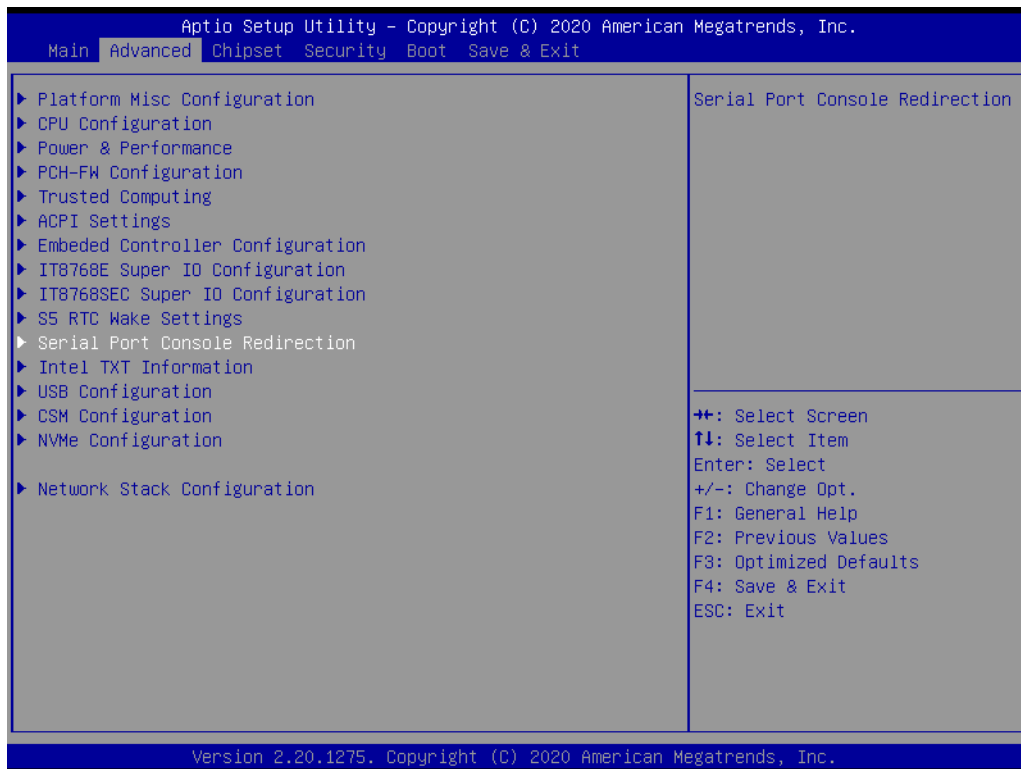 Aptio Setup Utility – Copyright (C) 2020 American Megatrends, Inc.
Main Advanced Chipset Security Boot Save & Exit
▶ Platform Misc Configuration
▶ CPU Configuration
▶ Power & Performance
▶ PCH-FW Configuration
▶ Trusted Computing
▶ ACPI Settings
▶ Embeded Controller Configuration
▶ IT8768E Super IO Configuration
▶ IT8768SEC Super IO Configuration
▶ S5 RTC Wake Settings
▶ Serial Port Console Redirection
▶ Intel TXT Information
▶ USB Configuration
▶ CSM Configuration
▶ NVMe Configuration
▶ Network Stack Configuration
Serial Port Console Redirection
→←: Select Screen
↑↓: Select Item
Enter: Select
+/-: Change Opt.
F1: General Help
F2: Previous Values
F3: Optimized Defaults
F4: Save & Exit
ESC: Exit
Version 2.20.1275. Copyright (C) 2020 American Megatrends, Inc.